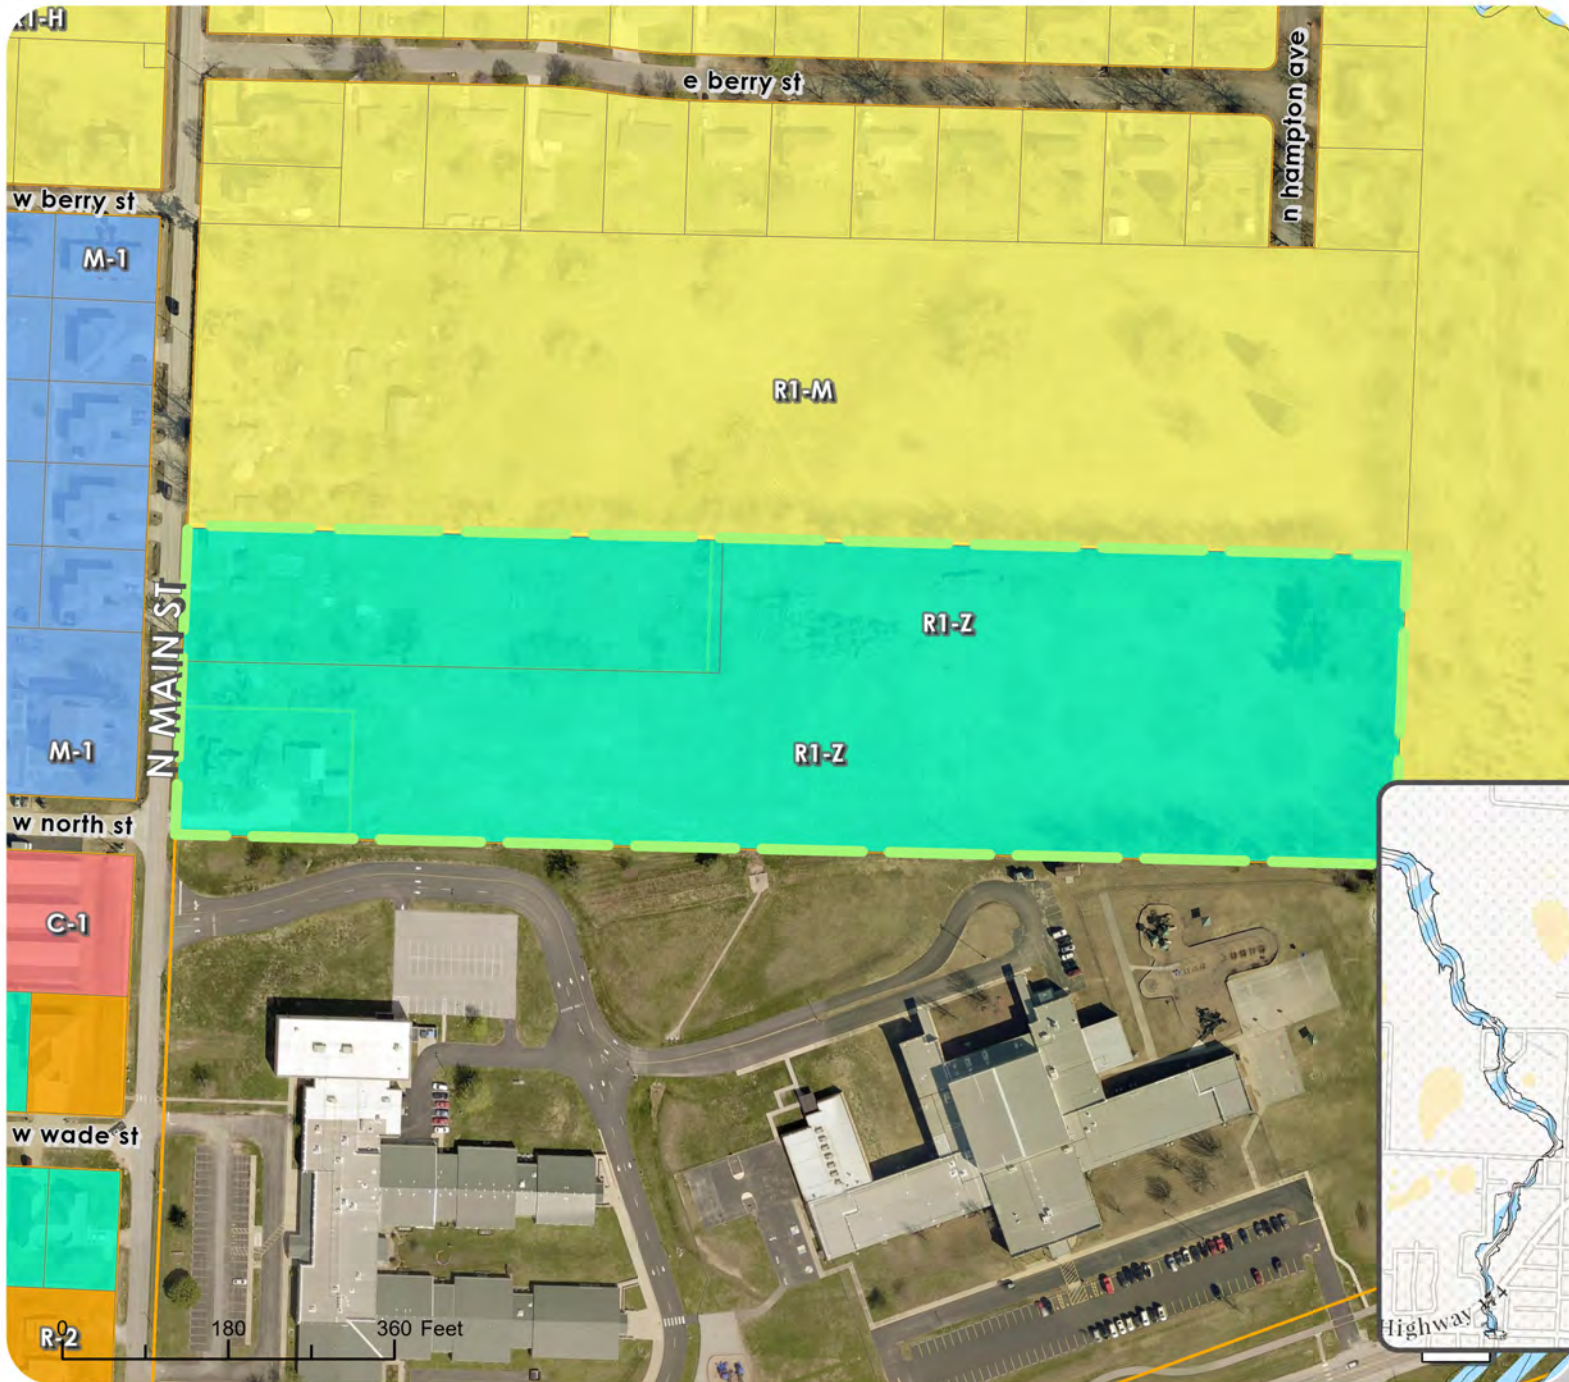 R1-H
e berry st
n hampton ave
w berry st
M-1
R1-M
N MAIN ST
R1-Z
M-1
R1-Z
w north st
C-1
w wade st
R-2
0 180 360 Feet
Highway 474